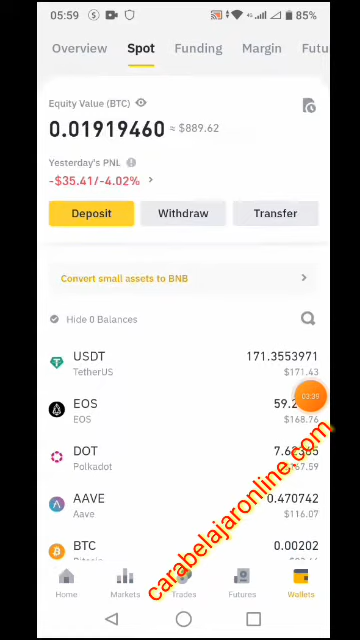 05:59 85%
Overview Spot Funding Margin Futu
Equity Value (BTC)
0.01919460 ≈ $889.62
Yesterday's PNL
-$35.41/-4.02%
Deposit Withdraw Transfer
Convert small assets to BNB
Hide 0 Balances
USDT 171.3553971
TetherUS $171.43
03:39
EOS
EOS $168.76
DOT
Polkadot
AAVE 0.470742
Aave $116.07
BTC 0.00202
carabelajaronline.com
Home Markets Trades Futures Wallets